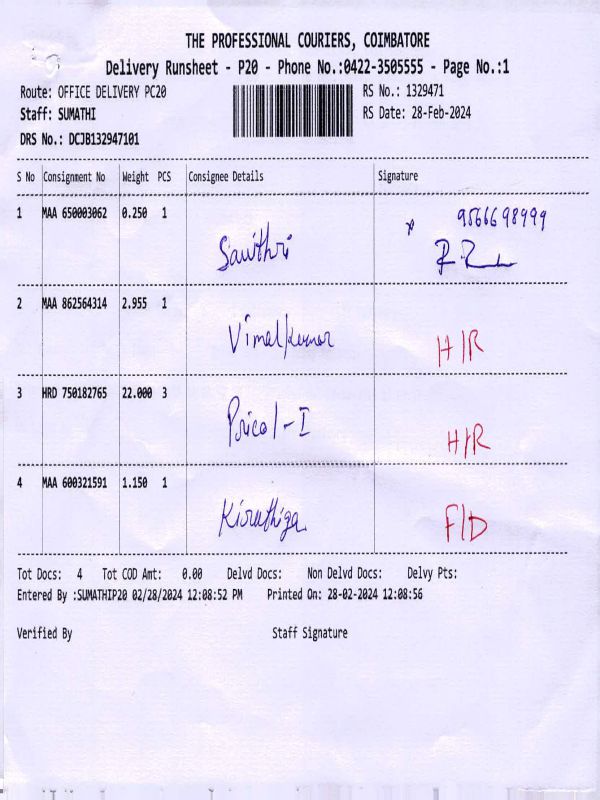 THE PROFESSIONAL COURIERS, COIMBATORE
Delivery Runsheet - P20 - Phone No.:0422-3505555 - Page No.:1
Route: OFFICE DELIVERY PC20 RS No.: 1329471
Staff: SUMATHI RS Date: 28-Feb-2024
DRS No.: DCJB132947101
S No Consignment No Weight PCS Consignee Details Signature
1 MAA 650003062 0.250 1 9566698999
Savithri
2 MAA 862564314 2.955 1
Vimalkumar H/R
3 HRD 750182765 22.000 3
Pricol-I H/R
4 MAA 600321591 1.150 1
Kiruthiga F/D
Tot Docs: 4 Tot COD Amt: 0.00 Delvd Docs: Non Delvd Docs: Delvy Pts:
Entered By :SUMATHIP20 02/28/2024 12:08:52 PM Printed On: 28-02-2024 12:08:56
Verified By Staff Signature